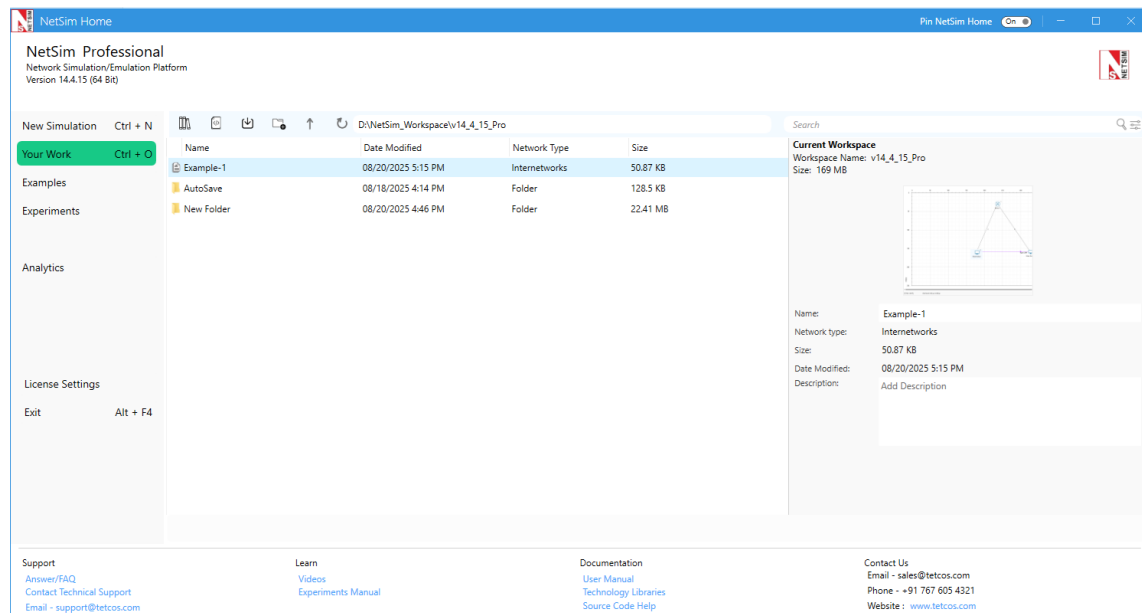 NetSim Home
Pin NetSim Home On
NetSim Professional
Network Simulation/Emulation Platform
Version 14.4.15 (64 Bit)
NETSIM
New Simulation Ctrl + N
Your Work Ctrl + O
Examples
Experiments
Analytics
License Settings
Exit Alt + F4
D:\NetSim_Workspace\v14_4_15_Pro
Name Date Modified Network Type Size
Example-1 08/20/2025 5:15 PM Internetworks 50.87 KB
AutoSave 08/18/2025 4:14 PM Folder 128.5 KB
New Folder 08/20/2025 4:46 PM Folder 22.41 MB
Search
Current Workspace
Workspace Name: v14_4_15_Pro
Size: 169 MB
Name: Example-1
Network type: Internetworks
Size: 50.87 KB
Date Modified: 08/20/2025 5:15 PM
Description: Add Description
Support
Answer/FAQ
Contact Technical Support
Email - support@tetcos.com
Learn
Videos
Experiments Manual
Documentation
User Manual
Technology Libraries
Source Code Help
Contact Us
Email - sales@tetcos.com
Phone - +91 767 605 4321
Website : www.tetcos.com